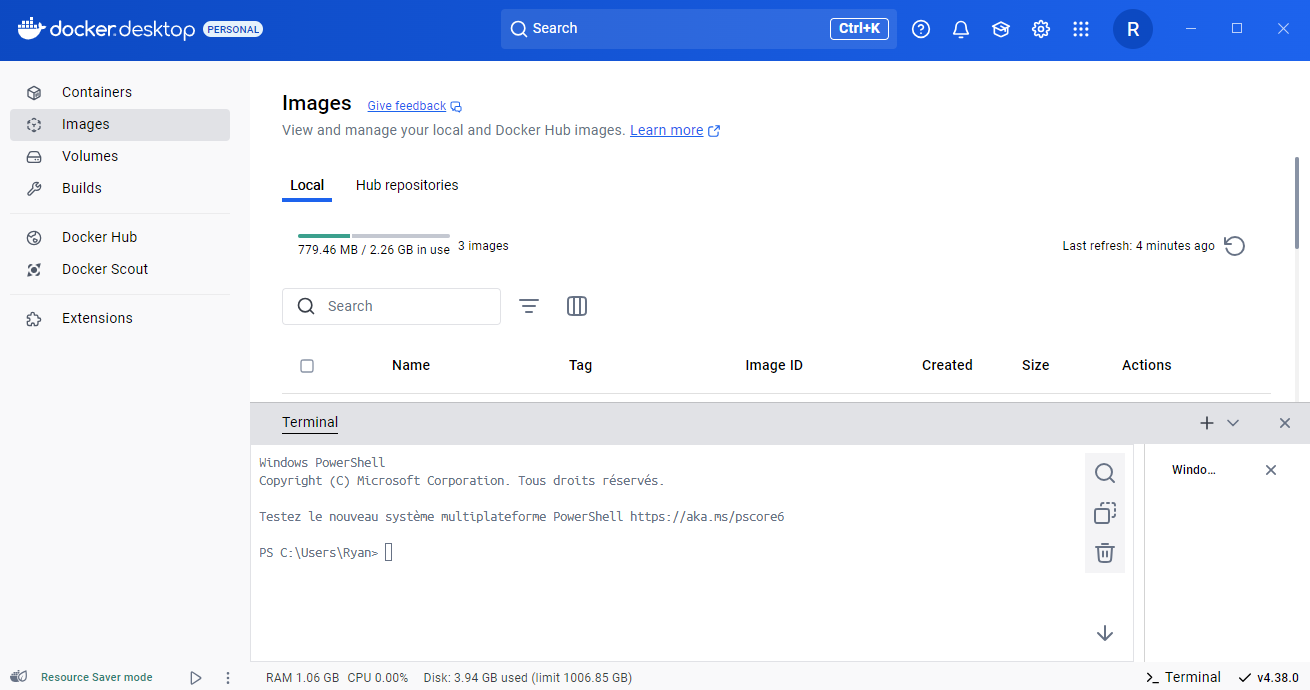 docker.desktop PERSONAL
Search
Ctrl+K
R
Containers
Images
Volumes
Builds
Docker Hub
Docker Scout
Extensions
Images Give feedback
View and manage your local and Docker Hub images. Learn more
Local Hub repositories
779.46 MB / 2.26 GB in use 3 images
Last refresh: 4 minutes ago
Search
Name Tag Image ID Created Size Actions
Terminal
Windows PowerShell
Copyright (C) Microsoft Corporation. Tous droits réservés.
Testez le nouveau système multiplateforme PowerShell https://aka.ms/pscore6
PS C:\Users\Ryan>
Windo...
Resource Saver mode
RAM 1.06 GB CPU 0.00% Disk: 3.94 GB used (limit 1006.85 GB)
Terminal
v4.38.0